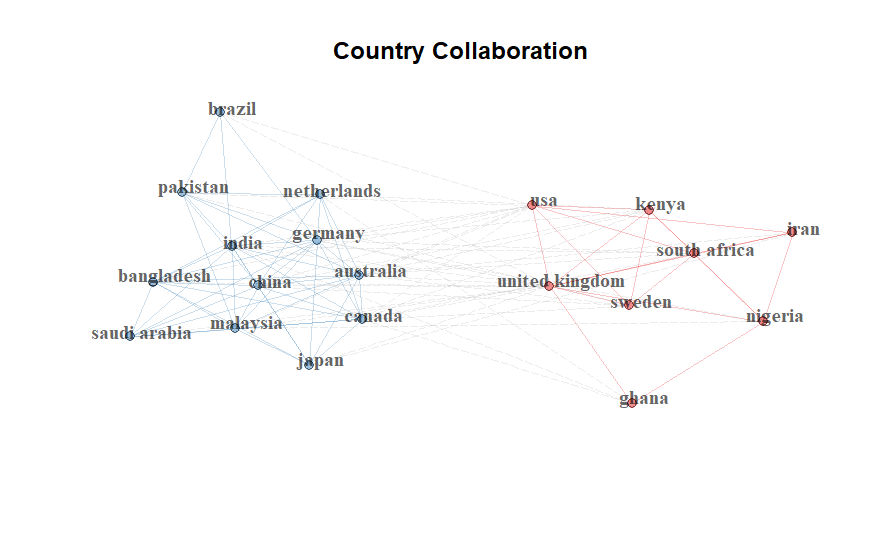 Country Collaboration
brazil
pakistan
netherlands
usa
kenya
iran
germany
india
south africa
australia
bangladesh
china
united kingdom
sweden
saudi arabia
malaysia
canada
nigeria
japan
ghana